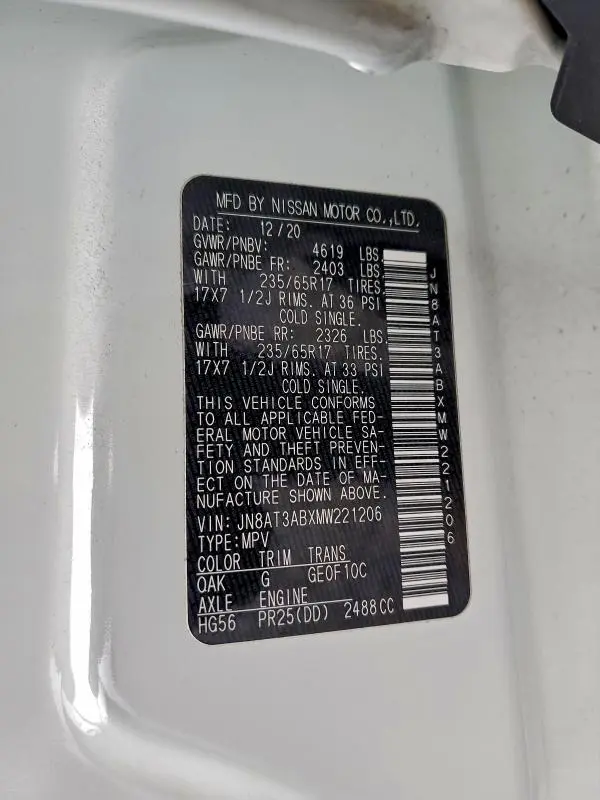 MFD BY NISSAN MOTOR CO.,LTD.
DATE: 12/20
GVWR/PNBV: 4619 LBS.
GAWR/PNBE FR: 2403 LBS.
WITH 235/65R17 TIRES.
17X7 1/2J RIMS. AT 36 PSI
COLD SINGLE.
GAWR/PNBE RR: 2326 LBS.
WITH 235/65R17 TIRES.
17X7 1/2J RIMS. AT 33 PSI
COLD SINGLE.
THIS VEHICLE CONFORMS
TO ALL APPLICABLE FED-
ERAL MOTOR VEHICLE SA-
FETY AND THEFT PREVEN-
TION STANDARDS IN EFF-
ECT ON THE DATE OF MA-
NUFACTURE SHOWN ABOVE.
VIN: JN8AT3ABXMW221206
TYPE:MPV
COLOR TRIM TRANS
QAK G GE0F10C
AXLE ENGINE
HG56 PR25(DD) 2488CC
JN8AT3ABXMW221206